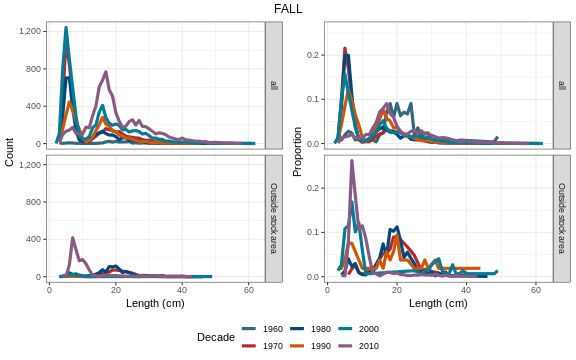 FALL
1,200
800
400
0
all
0.2
0.1
0.0
all
Count
Proportion
1,200
800
400
0
Outside stock area
0.2
0.1
0.0
Outside stock area
0 20 40 60
0 20 40 60
Length (cm)
Length (cm)
Decade
1960 1980 2000
1970 1990 2010